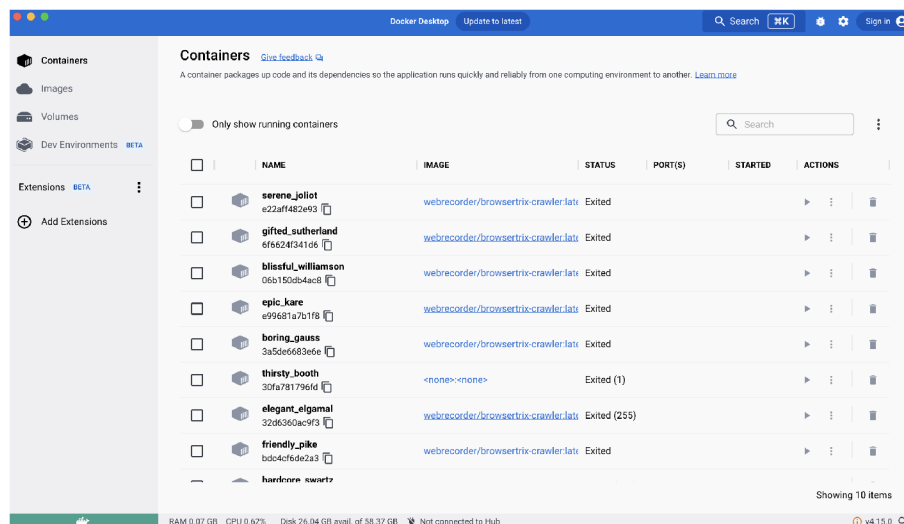 Docker Desktop Update to latest Search ⌘K Sign in
Containers
Images
Volumes
Dev Environments BETA
Extensions BETA
Add Extensions
Containers Give feedback
A container packages up code and its dependencies so the application runs quickly and reliably from one computing environment to another. Learn more
Only show running containers Search
NAME IMAGE STATUS PORT(S) STARTED ACTIONS
serene_joliot
e22aff482e93 webrecorder/browsertrix-crawler:late Exited
gifted_sutherland
6f6624f341d6 webrecorder/browsertrix-crawler:late Exited
blissful_williamson
06b150db4ac8 webrecorder/browsertrix-crawler:late Exited
epic_kare
e99681a7b1f8 webrecorder/browsertrix-crawler:late Exited
boring_gauss
3a5de6683e6e webrecorder/browsertrix-crawler:late Exited
thirsty_booth
30fa781796fd <none>:<none> Exited (1)
elegant_elgamal
32d6360ac9f3 webrecorder/browsertrix-crawler:late Exited (255)
friendly_pike
bdc4cf6de2a3 webrecorder/browsertrix-crawler:late Exited
hardcore_swartz
Showing 10 items
RAM 0.07 GB CPU 0.62% Disk 26.04 GB avail. of 58.37 GB Not connected to Hub v4.15.0